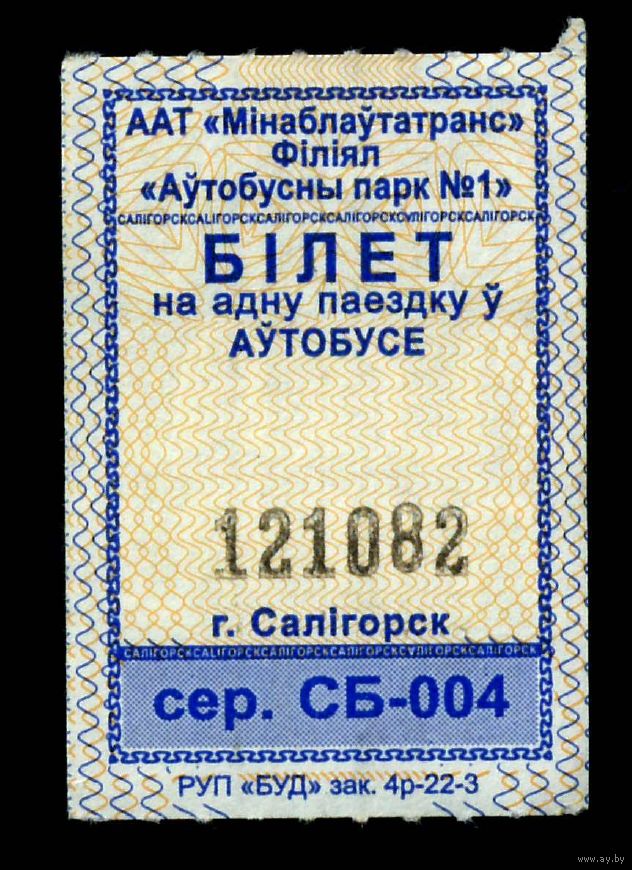 ААТ «Мінаблаўтатранс»
Філіял
«Аўтобусны парк №1»
САЛІГОРСКСАЛІГОРСКСАЛІГОРСКСАЛІГОРСКСАЛІГОРСКСАЛІГОРСК
БІЛЕТ
на адну паездку ў
АЎТОБУСЕ
121082
г. Салігорск
САЛІГОРСКСАЛІГОРСКСАЛІГОРСКСАЛІГОРСКСАЛІГОРСКСАЛІГОРСК
сер. СБ-004
РУП «БУД» зак. 4р-22-3
www.ay.by